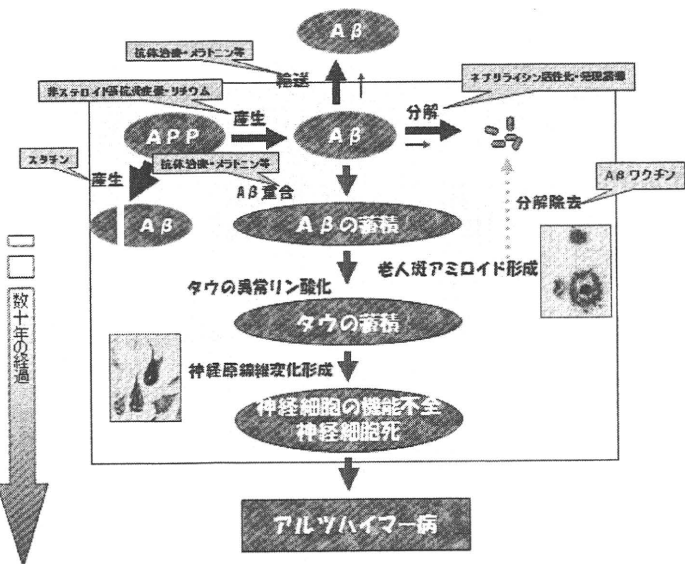 Aβ
抗体治療・メラトニン等
輸送
ネプリライシン活性化・発現誘導
非ステロイド系抗炎症薬・リチウム
産生
分解
APP
Aβ
スタチン
産生
抗体治療・メラトニン等
Aβ重合
Aβワクチン
Aβ
Aβの蓄積
分解除去
老人斑アミロイド形成
タウの異常リン酸化
タウの蓄積
数十年の経過
神経原線維変化形成
神経細胞の機能不全
神経細胞死
アルツハイマー病